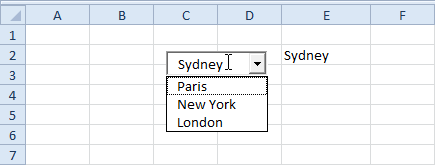 A B C D E F
1
2 Sydney Sydney
3 Paris
4 New York
5 London
6
7